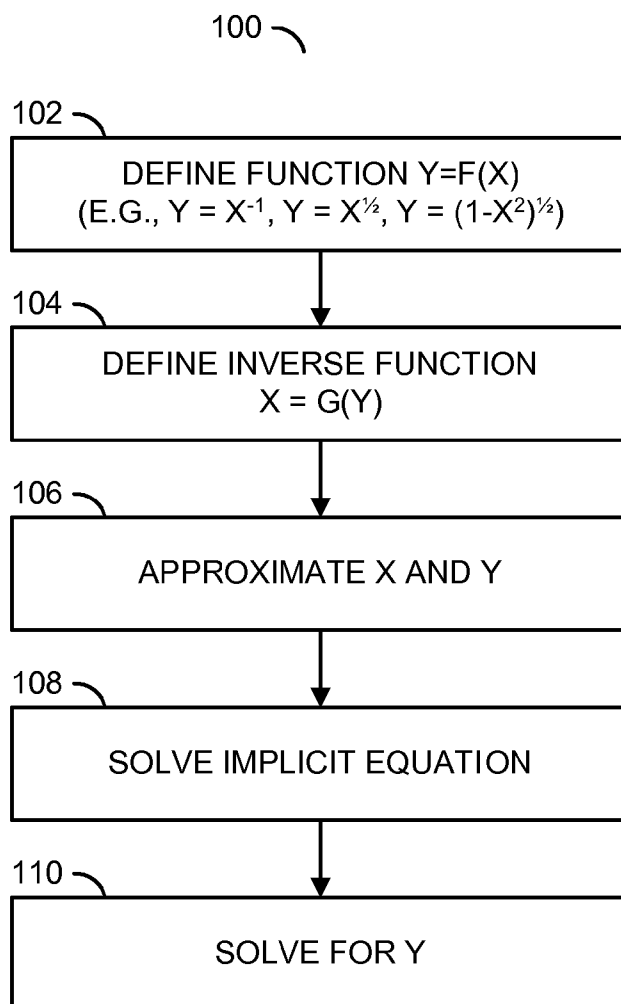 100
102
DEFINE FUNCTION Y=F(X)
(E.G., Y = X⁻¹, Y = X^½, Y = (1-X²)^½)
104
DEFINE INVERSE FUNCTION
X = G(Y)
106
APPROXIMATE X AND Y
108
SOLVE IMPLICIT EQUATION
110
SOLVE FOR Y